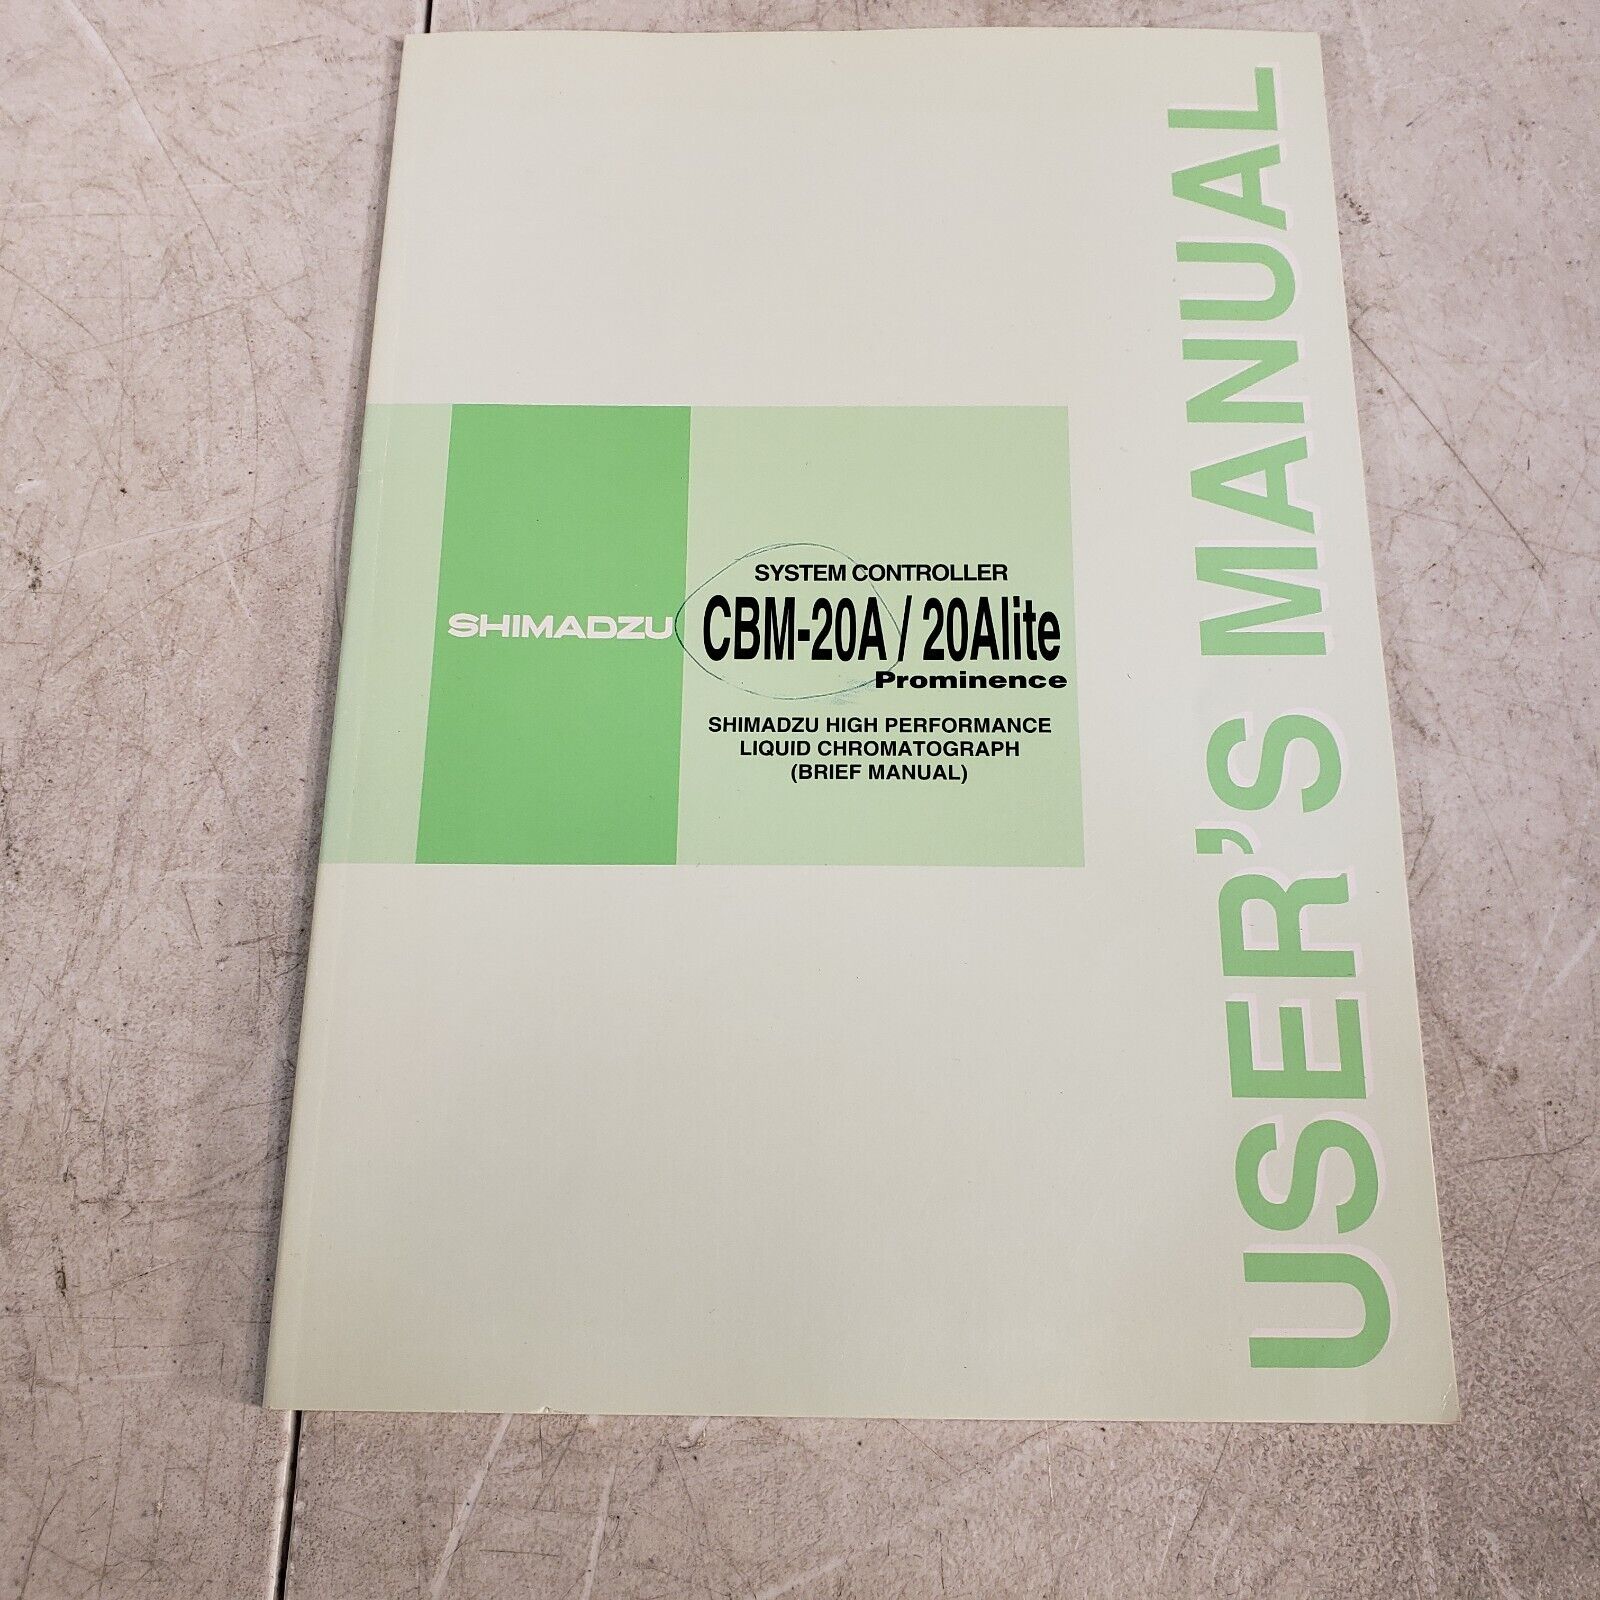 SHIMADZU
SYSTEM CONTROLLER
CBM-20A / 20Alite
Prominence
SHIMADZU HIGH PERFORMANCE
LIQUID CHROMATOGRAPH
(BRIEF MANUAL)
USER'S MANUAL